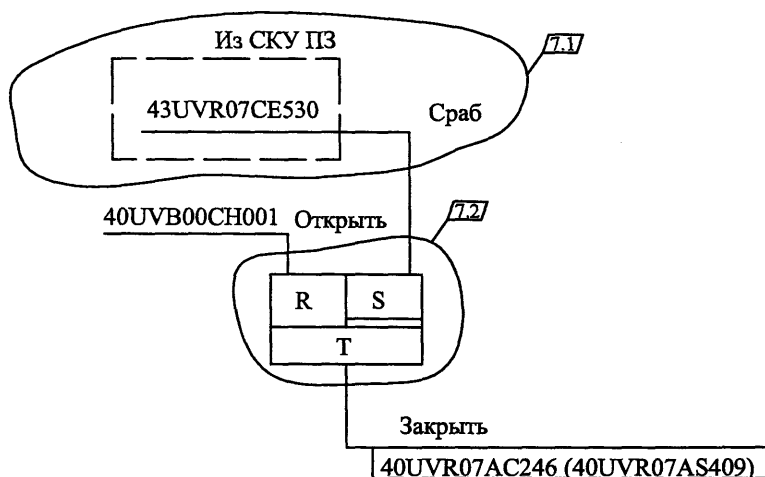 Из СКУ ПЗ
7.1
43UVR07CE530
Сраб
40UVB00CH001 Открыть
7.2
R S
T
Закрыть
40UVR07AC246 (40UVR07AS409)